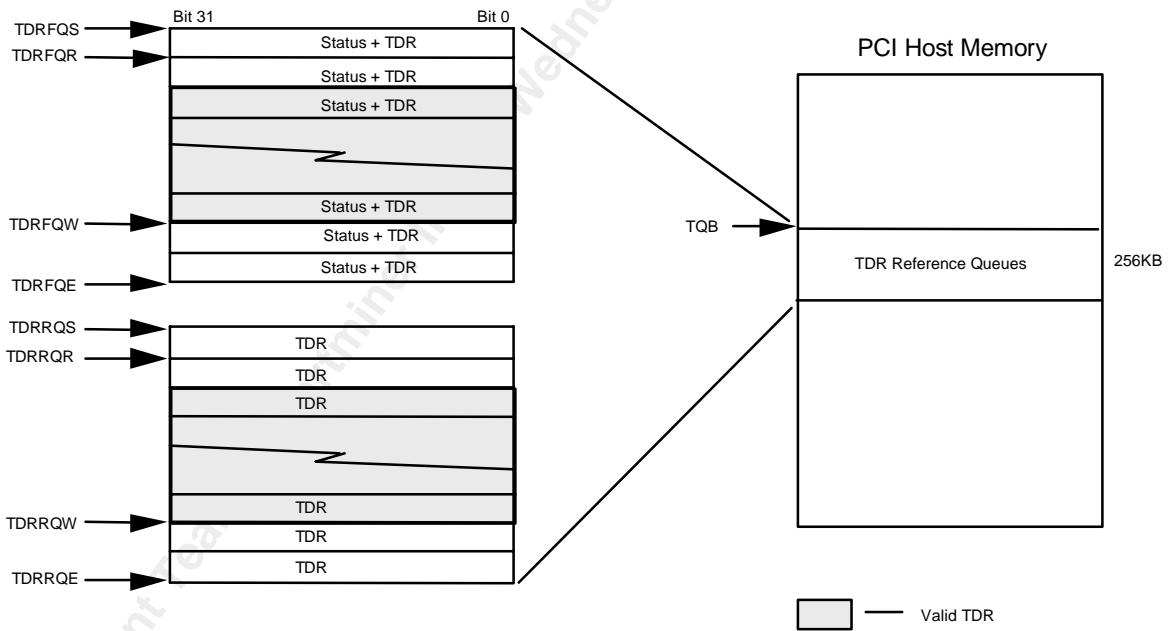 Bit 31
Bit 0
TDRFQS
Status + TDR
TDRFQR
Status + TDR
Status + TDR
Status + TDR
TDRFQW
Status + TDR
Status + TDR
TDRFQE
TDRRQS
TDR
TDRRQR
TDR
TDR
TDR
TDRRQW
TDR
TDR
TDRRQE
PCI Host Memory
TQB
TDR Reference Queues
256KB
Valid TDR